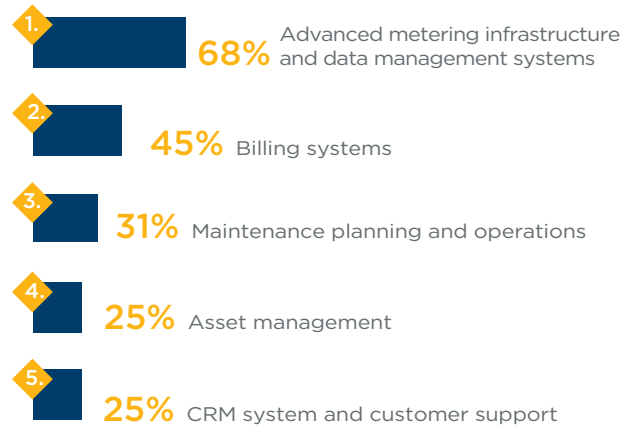 1.
68% Advanced metering infrastructure
and data management systems
2.
45% Billing systems
3.
31% Maintenance planning and operations
4.
25% Asset management
5.
25% CRM system and customer support